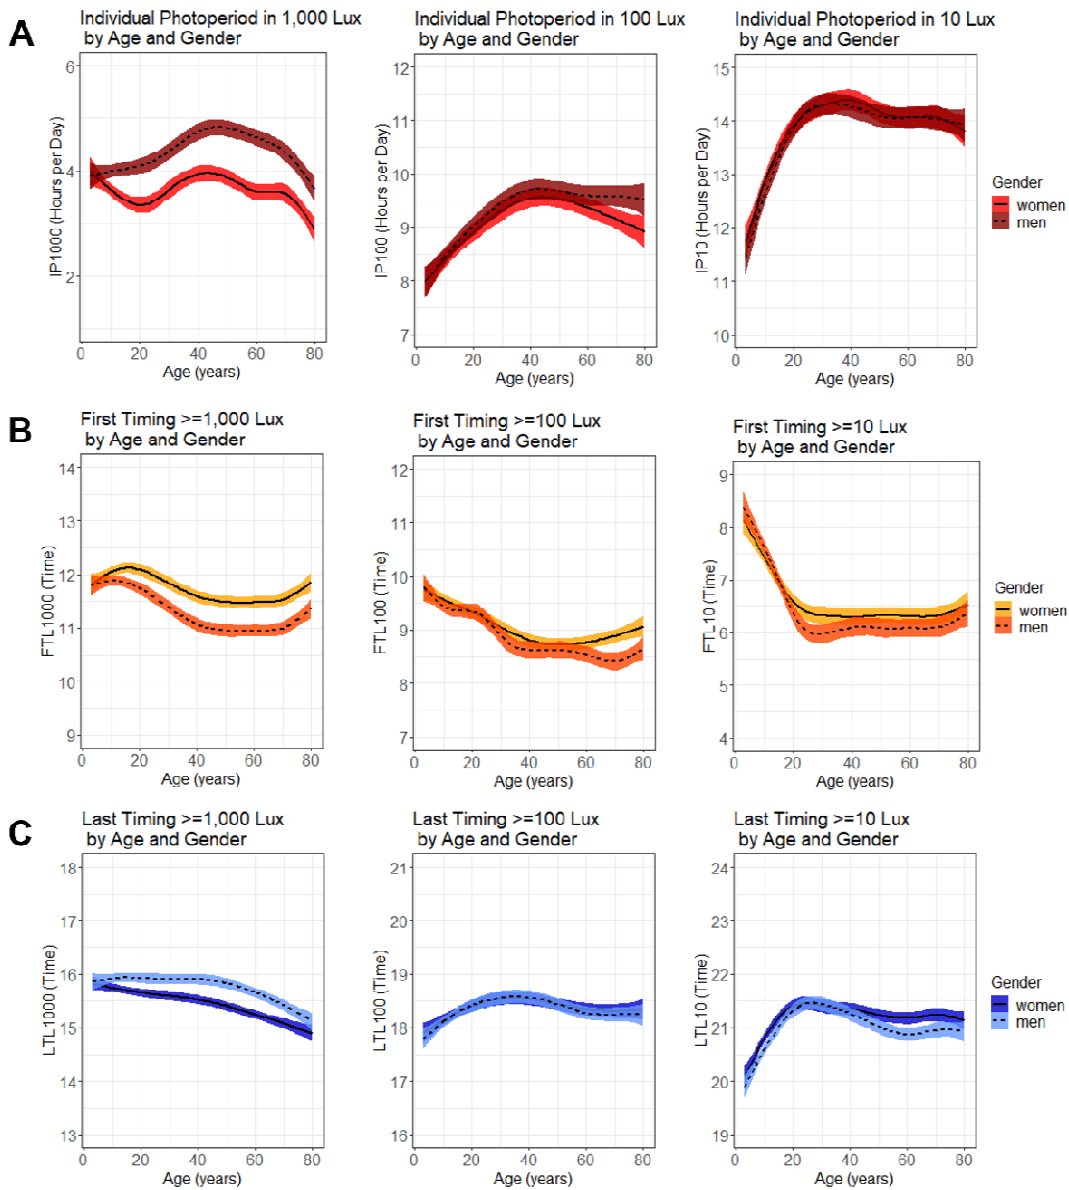 A
Individual Photoperiod in 1,000 Lux
by Age and Gender
IP1000 (Hours per Day)
6
4
2
0 20 40 60 80
Age (years)
Individual Photoperiod in 100 Lux
by Age and Gender
IP100 (Hours per Day)
12
11
10
9
8
7
0 20 40 60 80
Age (years)
Individual Photoperiod in 10 Lux
by Age and Gender
IP10 (Hours per Day)
15
14
13
12
11
10
0 20 40 60 80
Age (years)
Gender
women
men
B
First Timing >=1,000 Lux
by Age and Gender
FTL1000 (Time)
14
13
12
11
10
9
0 20 40 60 80
Age (years)
First Timing >=100 Lux
by Age and Gender
FTL100 (Time)
12
11
10
9
8
7
0 20 40 60 80
Age (years)
First Timing >=10 Lux
by Age and Gender
FTL10 (Time)
9
8
7
6
5
4
0 20 40 60 80
Age (years)
Gender
women
men
C
Last Timing >=1,000 Lux
by Age and Gender
LTL1000 (Time)
18
17
16
15
14
13
0 20 40 60 80
Age (years)
Last Timing >=100 Lux
by Age and Gender
LTL100 (Time)
21
20
19
18
17
16
0 20 40 60 80
Age (years)
Last Timing >=10 Lux
by Age and Gender
LTL10 (Time)
24
23
22
21
20
19
0 20 40 60 80
Age (years)
Gender
women
men